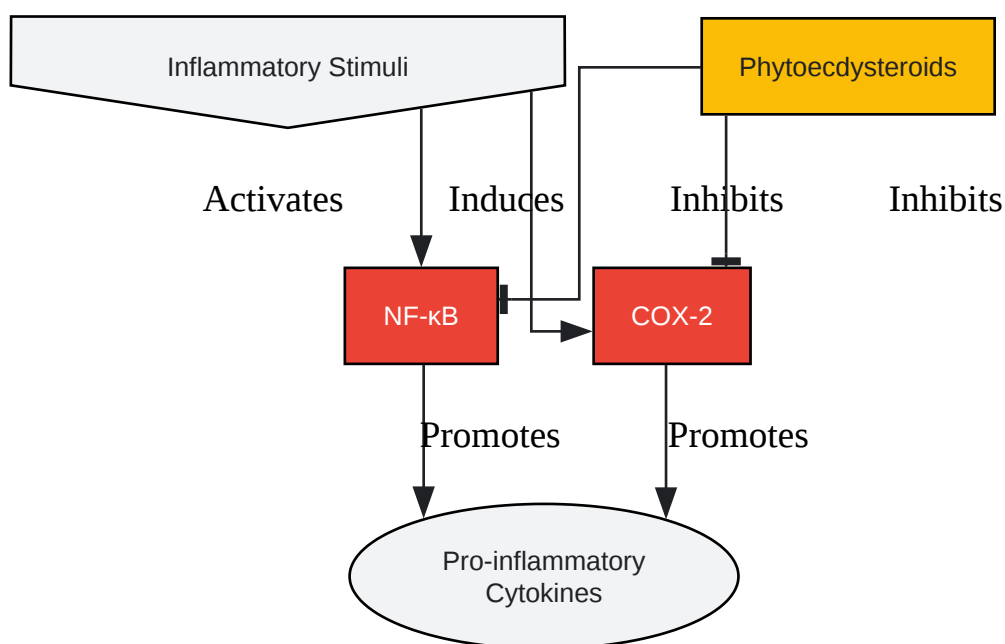 Inflammatory Stimuli
Phytoecdysteroids
Activates
Induces
Inhibits
Inhibits
NF-κB
COX-2
Promotes
Promotes
Pro-inflammatory
Cytokines